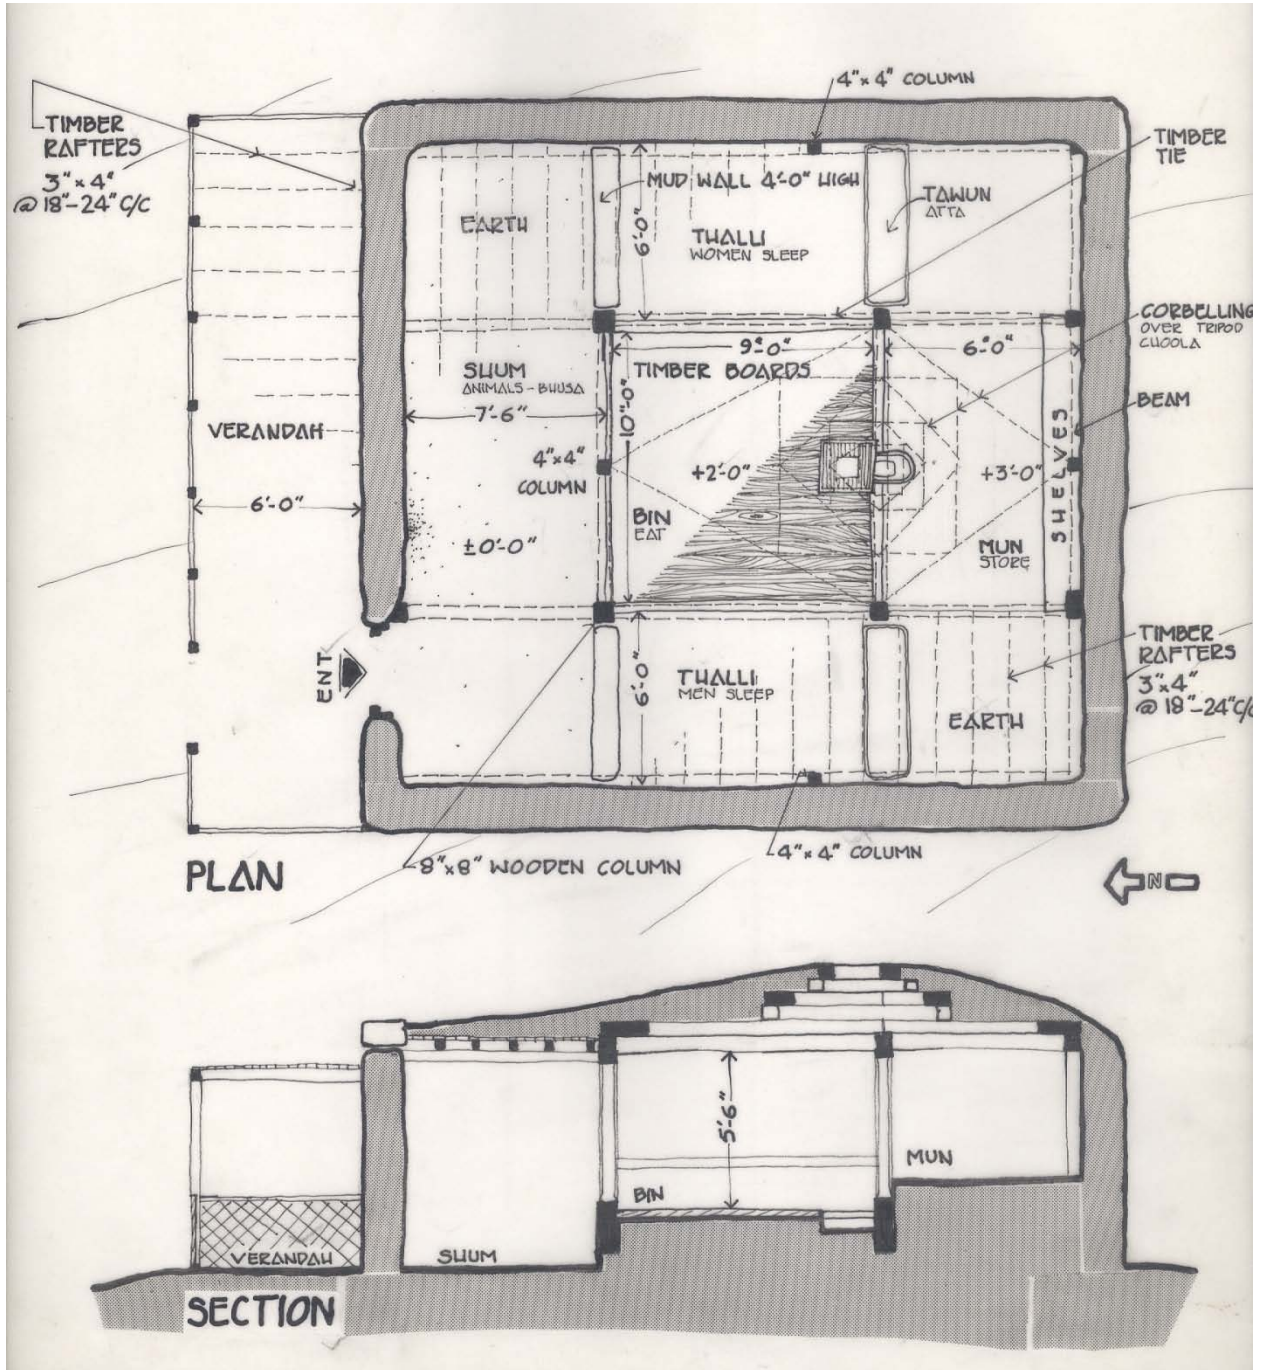 4"x 4" COLUMN
TIMBER
RAFTERS
3" x 4"
@ 18"-24" C/C
TIMBER
TIE
MUD WALL 4'-0" HIGH
TAWUN
ATTA
EARTH
6'-0"
THALLI
WOMEN SLEEP
CORBELLING
OVER TRIPOD
CHOOLA
9'-0"
6'-0"
SHUM
ANIMALS - BHUSA
TIMBER BOARDS
7'-6"
10'-0"
BEAM
VERANDAH
SHELVES
4"x4"
COLUMN
+2'-0"
+3'-0"
6'-0"
BIN
EAT
±0'-0"
MUN
STORE
ENT
THALLI
MEN SLEEP
6'-0"
EARTH
TIMBER
RAFTERS
3"x4"
@ 18"-24" C/C
8"x8" WOODEN COLUMN
4"x4" COLUMN
PLAN
N
5'-6"
MUN
BIN
VERANDAH
SHUM
SECTION